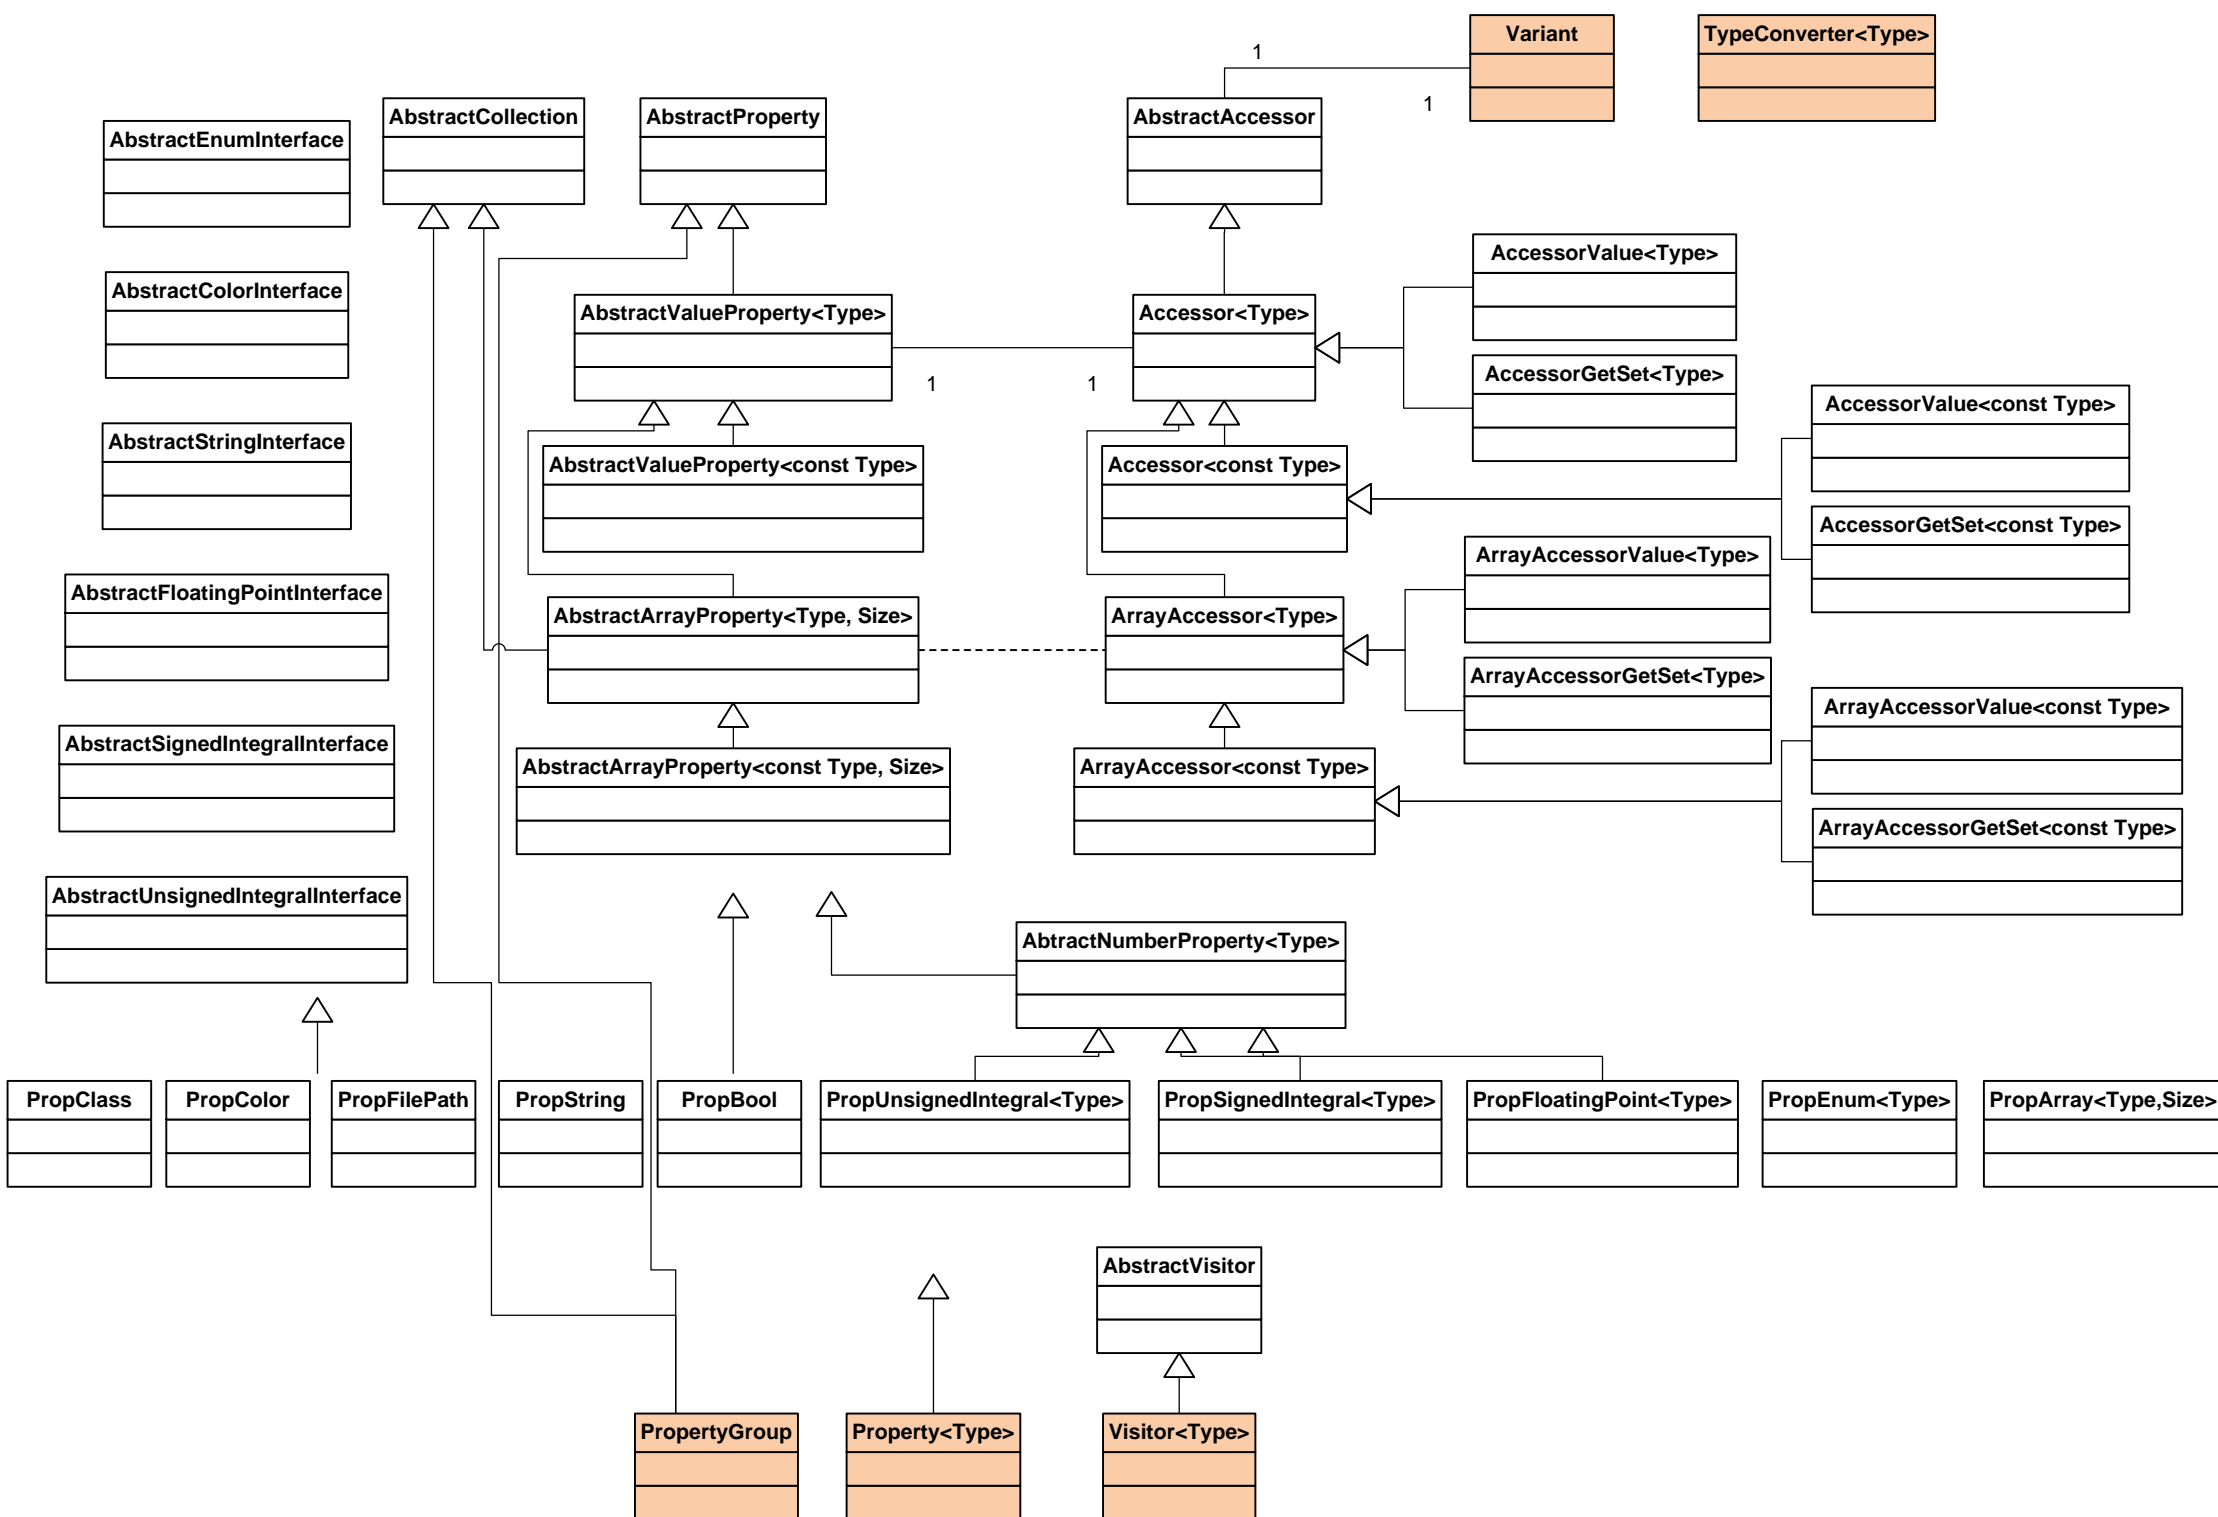 Variant
TypeConverter<Type>
1
1
AbstractCollection
AbstractProperty
AbstractAccessor
AbstractEnumInterface
AccessorValue<Type>
AbstractColorInterface
AbstractValueProperty<Type>
Accessor<Type>
1
1
AccessorGetSet<Type>
AccessorValue<const Type>
AbstractStringInterface
AbstractValueProperty<const Type>
Accessor<const Type>
AccessorGetSet<const Type>
ArrayAccessorValue<Type>
AbstractFloatingPointInterface
AbstractArrayProperty<Type, Size>
ArrayAccessor<Type>
ArrayAccessorGetSet<Type>
ArrayAccessorValue<const Type>
AbstractSignedIntegralInterface
AbstractArrayProperty<const Type, Size>
ArrayAccessor<const Type>
ArrayAccessorGetSet<const Type>
AbstractUnsignedIntegralInterface
AbtractNumberProperty<Type>
PropClass
PropColor
PropFilePath
PropString
PropBool
PropUnsignedIntegral<Type>
PropSignedIntegral<Type>
PropFloatingPoint<Type>
PropEnum<Type>
PropArray<Type,Size>
AbstractVisitor
PropertyGroup
Property<Type>
Visitor<Type>